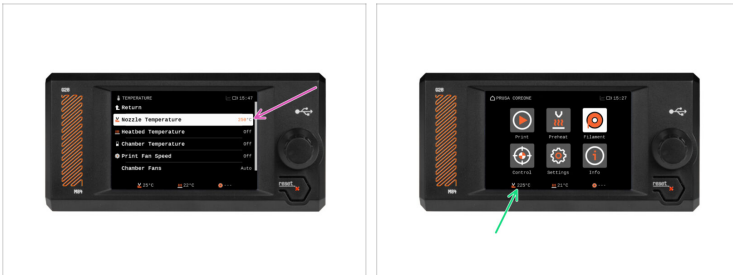 TEMPERATURE
15:47
Return
Nozzle Temperature
250°C
Heatbed Temperature
Off
Chamber Temperature
Off
Print Fan Speed
Off
Chamber Fans
Auto
25°C
22°C
---
reset
PRUSA COREONE
15:27
Print
Preheat
Filament
Control
Settings
Info
225°C
21°C
---
reset